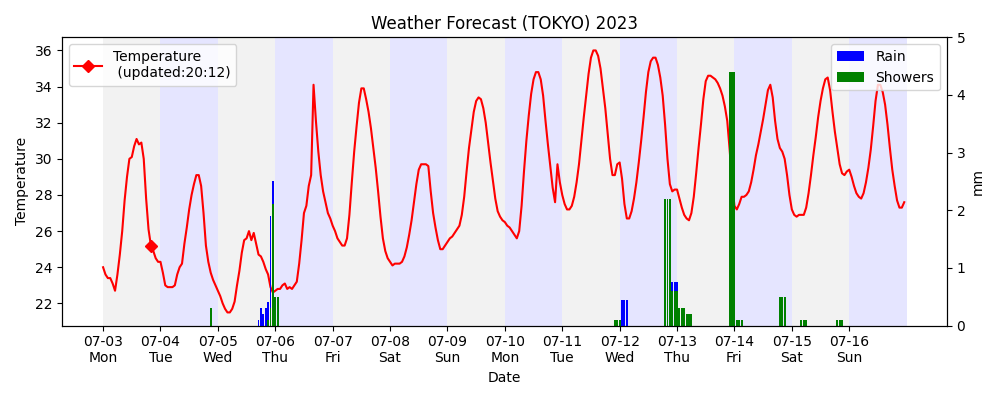 Weather Forecast (TOKYO) 2023
Temperature
(updated:20:12)
Rain
Showers
36
34
32
30
28
26
24
22
Temperature
5
4
3
2
1
0
mm
07-03 07-04 07-05 07-06 07-07 07-08 07-09 07-10 07-11 07-12 07-13 07-14 07-15 07-16
Mon Tue Wed Thu Fri Sat Sun Mon Tue Wed Thu Fri Sat Sun
Date